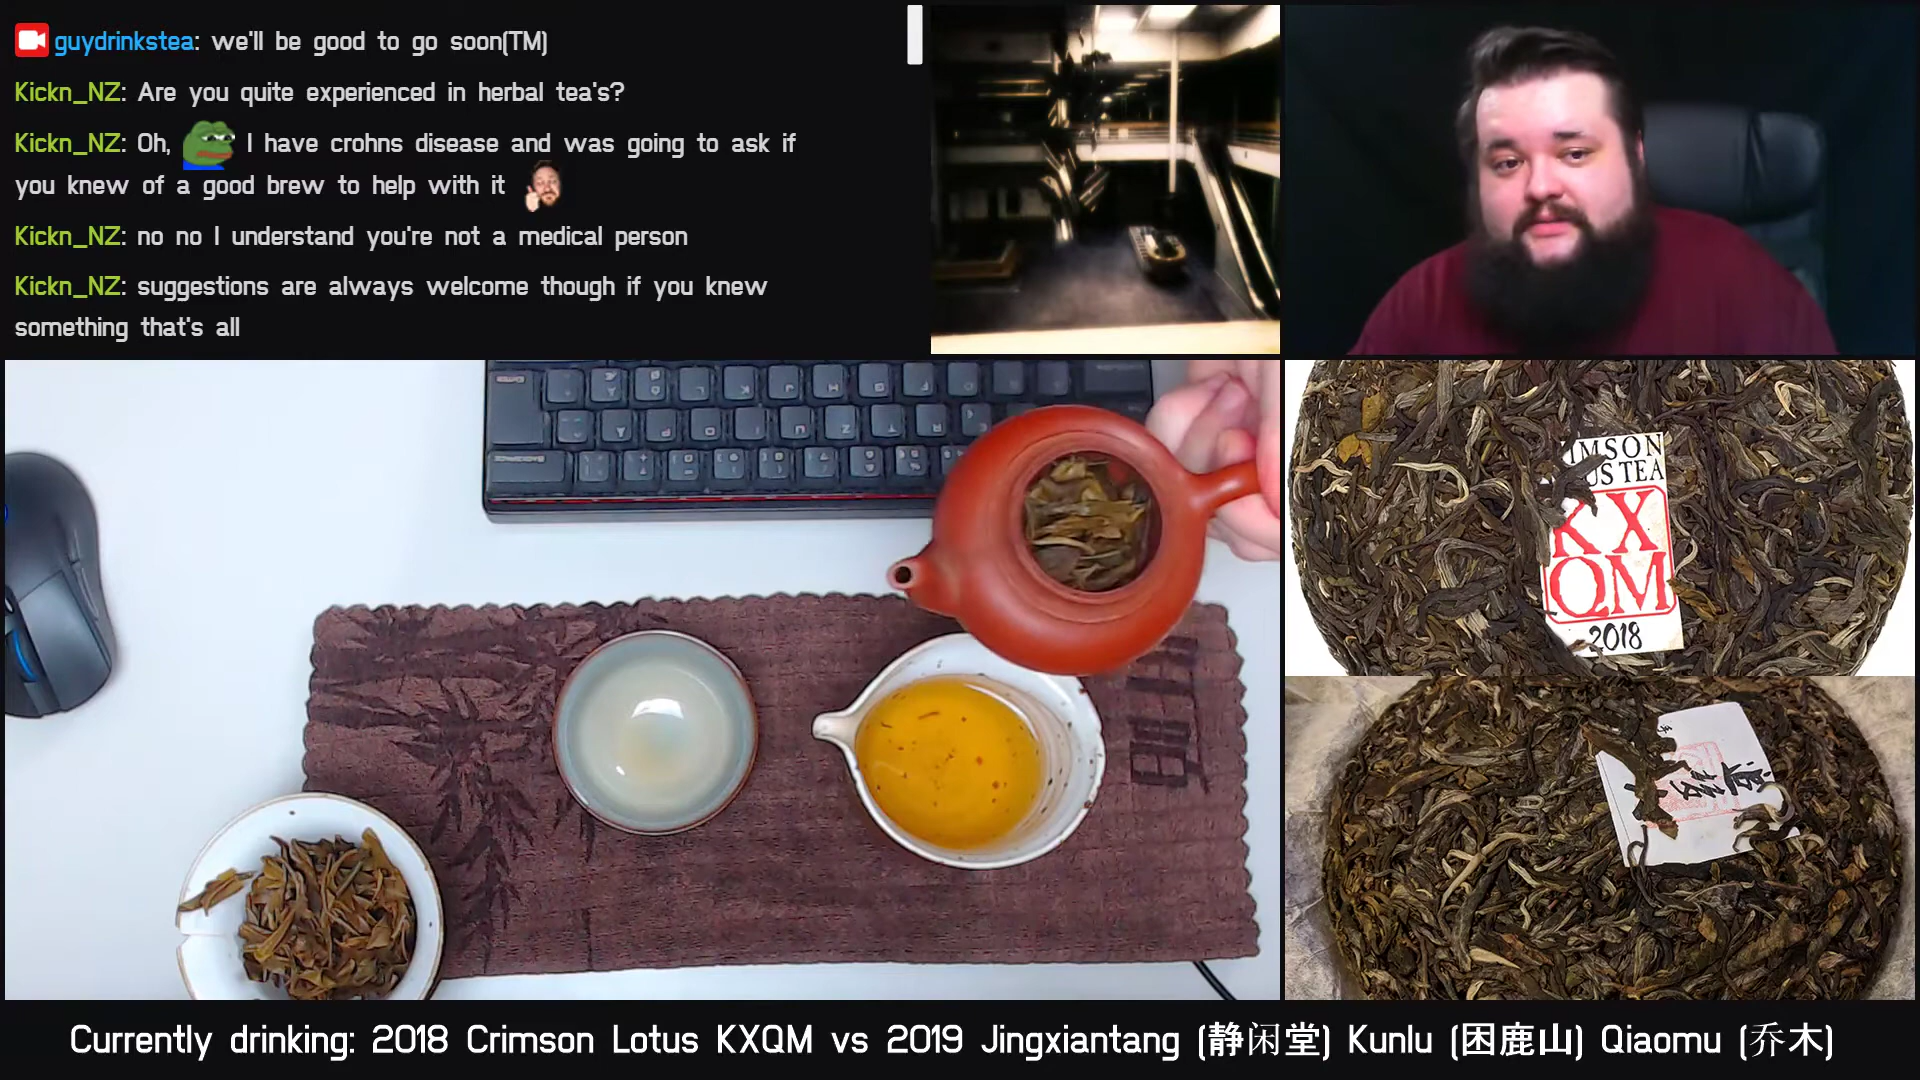 guydrinkstea: we'll be good to go soon(TM)
Kickn_NZ: Are you quite experienced in herbal tea's?
Kickn_NZ: Oh, I have crohns disease and was going to ask if
you knew of a good brew to help with it
Kickn_NZ: no no I understand you're not a medical person
Kickn_NZ: suggestions are always welcome though if you knew
something that's all
KX
QM
2018
Currently drinking: 2018 Crimson Lotus KXQM vs 2019 Jingxiantang (静闲堂) Kunlu (困鹿山) Qiaomu (乔木)